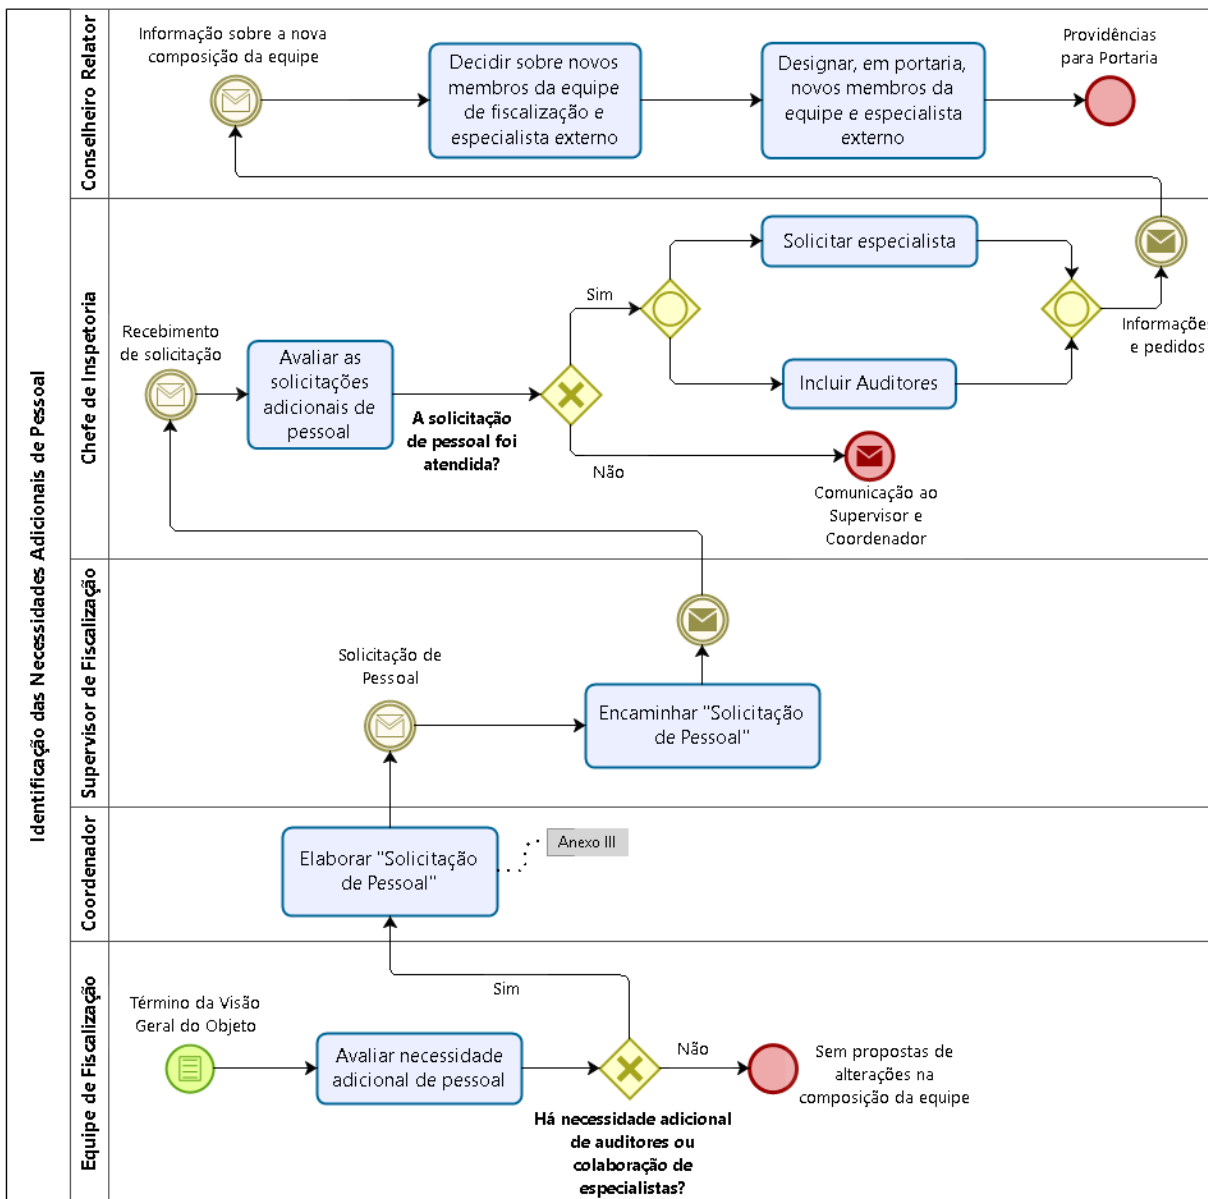 Identificação das Necessidades Adicionais de Pessoal
Conselheiro Relator
Informação sobre a nova
composição da equipe
Decidir sobre novos
membros da equipe
de fiscalização e
especialista externo
Designar, em portaria,
novos membros da
equipe e especialista
externo
Providências
para Portaria
Chefe de Inspetoria
Recebimento
de solicitação
Avaliar as
solicitações
adicionais de
pessoal
A solicitação
de pessoal foi
atendida?
Sim
Não
Solicitar especialista
Incluir Auditores
Informações
e pedidos
Comunicação ao
Supervisor e
Coordenador
Supervisor de Fiscalização
Solicitação de
Pessoal
Encaminhar "Solicitação
de Pessoal"
Coordenador
Elaborar "Solicitação
de Pessoal"
Anexo III
Equipe de Fiscalização
Término da Visão
Geral do Objeto
Avaliar necessidade
adicional de pessoal
Sim
Não
Há necessidade adicional
de auditores ou
colaboração de
especialistas?
Sem propostas de
alterações na
composição da equipe